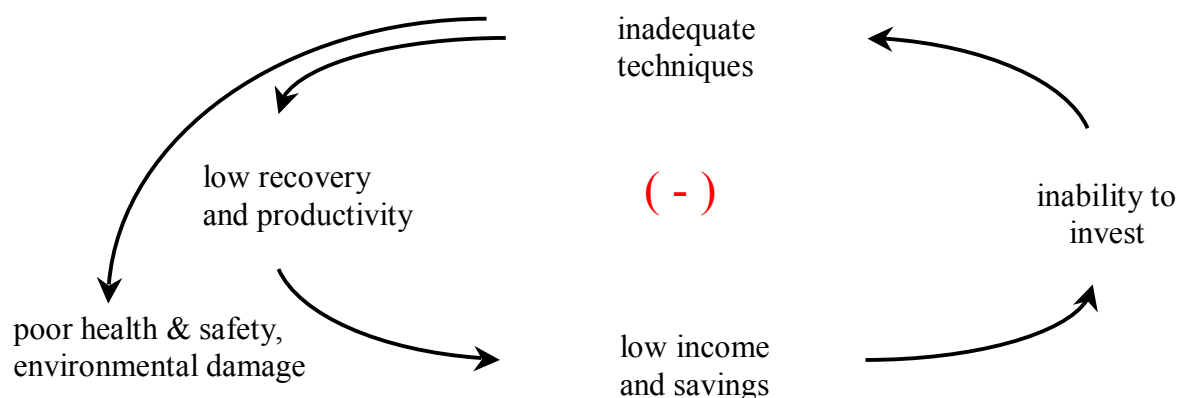 inadequate
techniques
low recovery
and productivity
( - )
inability to
invest
poor health & safety,
environmental damage
low income
and savings